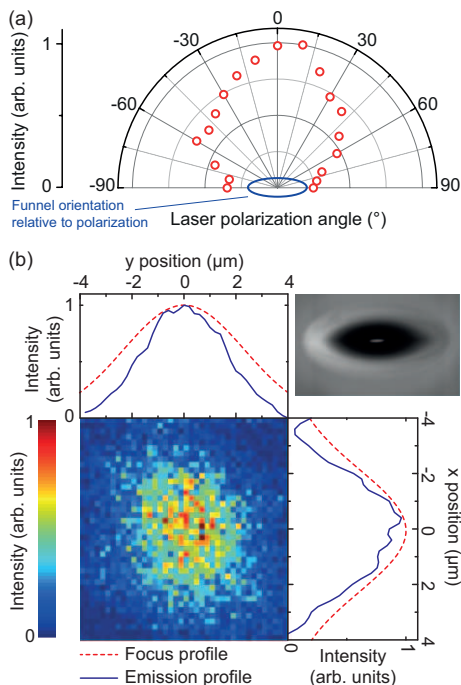 (a)
0
-30
30
-60
60
-90
90
1
0
Intensity (arb. units)
Funnel orientation
relative to polarization
Laser polarization angle (°)
(b)
y position (μm)
-4 -2 0 2 4
1
0
Intensity
(arb. units)
1
0
Intensity (arb. units)
-4
-2
0
2
4
x position (μm)
0 1
Intensity
(arb. units)
Focus profile
Emission profile